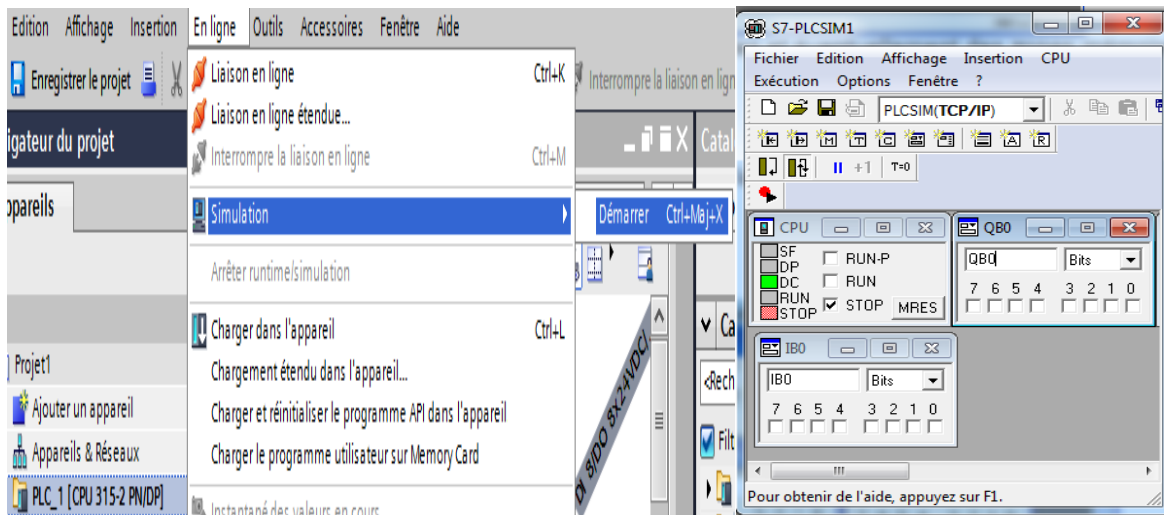 Edition Affichage Insertion En ligne Outils Accessoires Fenêtre Aide
Enregistrer le projet
Interrompre la liaison en lign
igateur du projet
ppareils
Liaison en ligne Ctrl+K
Liaison en ligne étendue...
Interrompre la liaison en ligne Ctrl+M
Simulation
Démarrer Ctrl+Maj+X
Arrêter runtime/simulation
Charger dans l'appareil Ctrl+L
Chargement étendu dans l'appareil...
Charger et réinitialiser le programme API dans l'appareil
Charger le programme utilisateur sur Memory Card
Instantané des valeurs en cours
Projet1
Ajouter un appareil
Appareils & Réseaux
PLC_1 [CPU 315-2 PN/DP]
DI 8/DO 8x24VDC/
Catal
Ca
<Rech
Filt
S7-PLCSIM1
Fichier Edition Affichage Insertion CPU
Exécution Options Fenêtre ?
PLCSIM(TCP/IP)
+1 T=0
CPU
SF
DP
DC
RUN
STOP
RUN-P
RUN
STOP MRES
QB0
QB0 Bits
7 6 5 4 3 2 1 0
IB0
IB0 Bits
7 6 5 4 3 2 1 0
Pour obtenir de l'aide, appuyez sur F1.